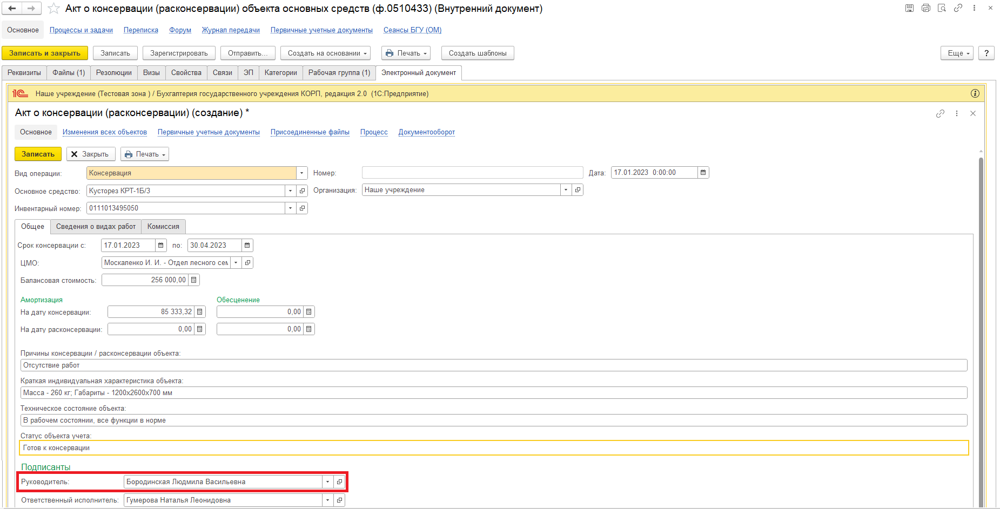 Акт о консервации (расконсервации) объекта основных средств (ф.0510433) (Внутренний документ)
Основное Процессы и задачи Переписка Форум Журнал передачи Первичные учетные документы Сеансы БГУ (ОМ)
Записать и закрыть Записать Зарегистрировать Отправить... Создать на основании Печать Создать шаблоны Еще ?
Реквизиты Файлы (1) Резолюции Визы Свойства Связи ЭП Категории Рабочая группа (1) Электронный документ
1С Наше учреждение (Тестовая зона ) / Бухгалтерия государственного учреждения КОРП, редакция 2.0 (1С:Предприятие)
Акт о консервации (расконсервации) (создание) *
Основное Изменения всех объектов Первичные учетные документы Присоединенные файлы Процесс Документооборот
Записать Закрыть Печать
Вид операции: Консервация Номер: Дата: 17.01.2023 0:00:00
Основное средство: Кусторез КРТ-1Б/3 Организация: Наше учреждение
Инвентарный номер: 0111013495050
Общее Сведения о видах работ Комиссия
Срок консервации с: 17.01.2023 по: 30.04.2023
ЦМО: Москаленко И. И. - Отдел лесного сем
Балансовая стоимость: 256 000,00
Амортизация Обесценение
На дату консервации: 85 333,32 0,00
На дату расконсервации: 0,00 0,00
Причины консервации / расконсервации объекта:
Отсутствие работ
Краткая индивидуальная характеристика объекта:
Масса - 260 кг; Габариты - 1200х2600х700 мм
Техническое состояние объекта:
В рабочем состоянии, все функции в норме
Статус объекта учета:
Готов к консервации
Подписанты
Руководитель: Бородинская Людмила Васильевна
Ответственный исполнитель: Гумерова Наталья Леонидовна